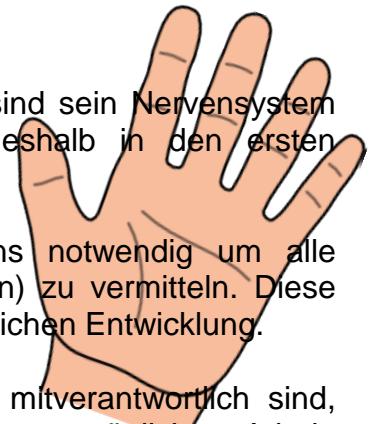 sind sein Nervensystem
eshalb in den ersten
ns notwendig um alle
n) zu vermitteln. Diese
ichen Entwicklung.
mitverantwortlich sind,